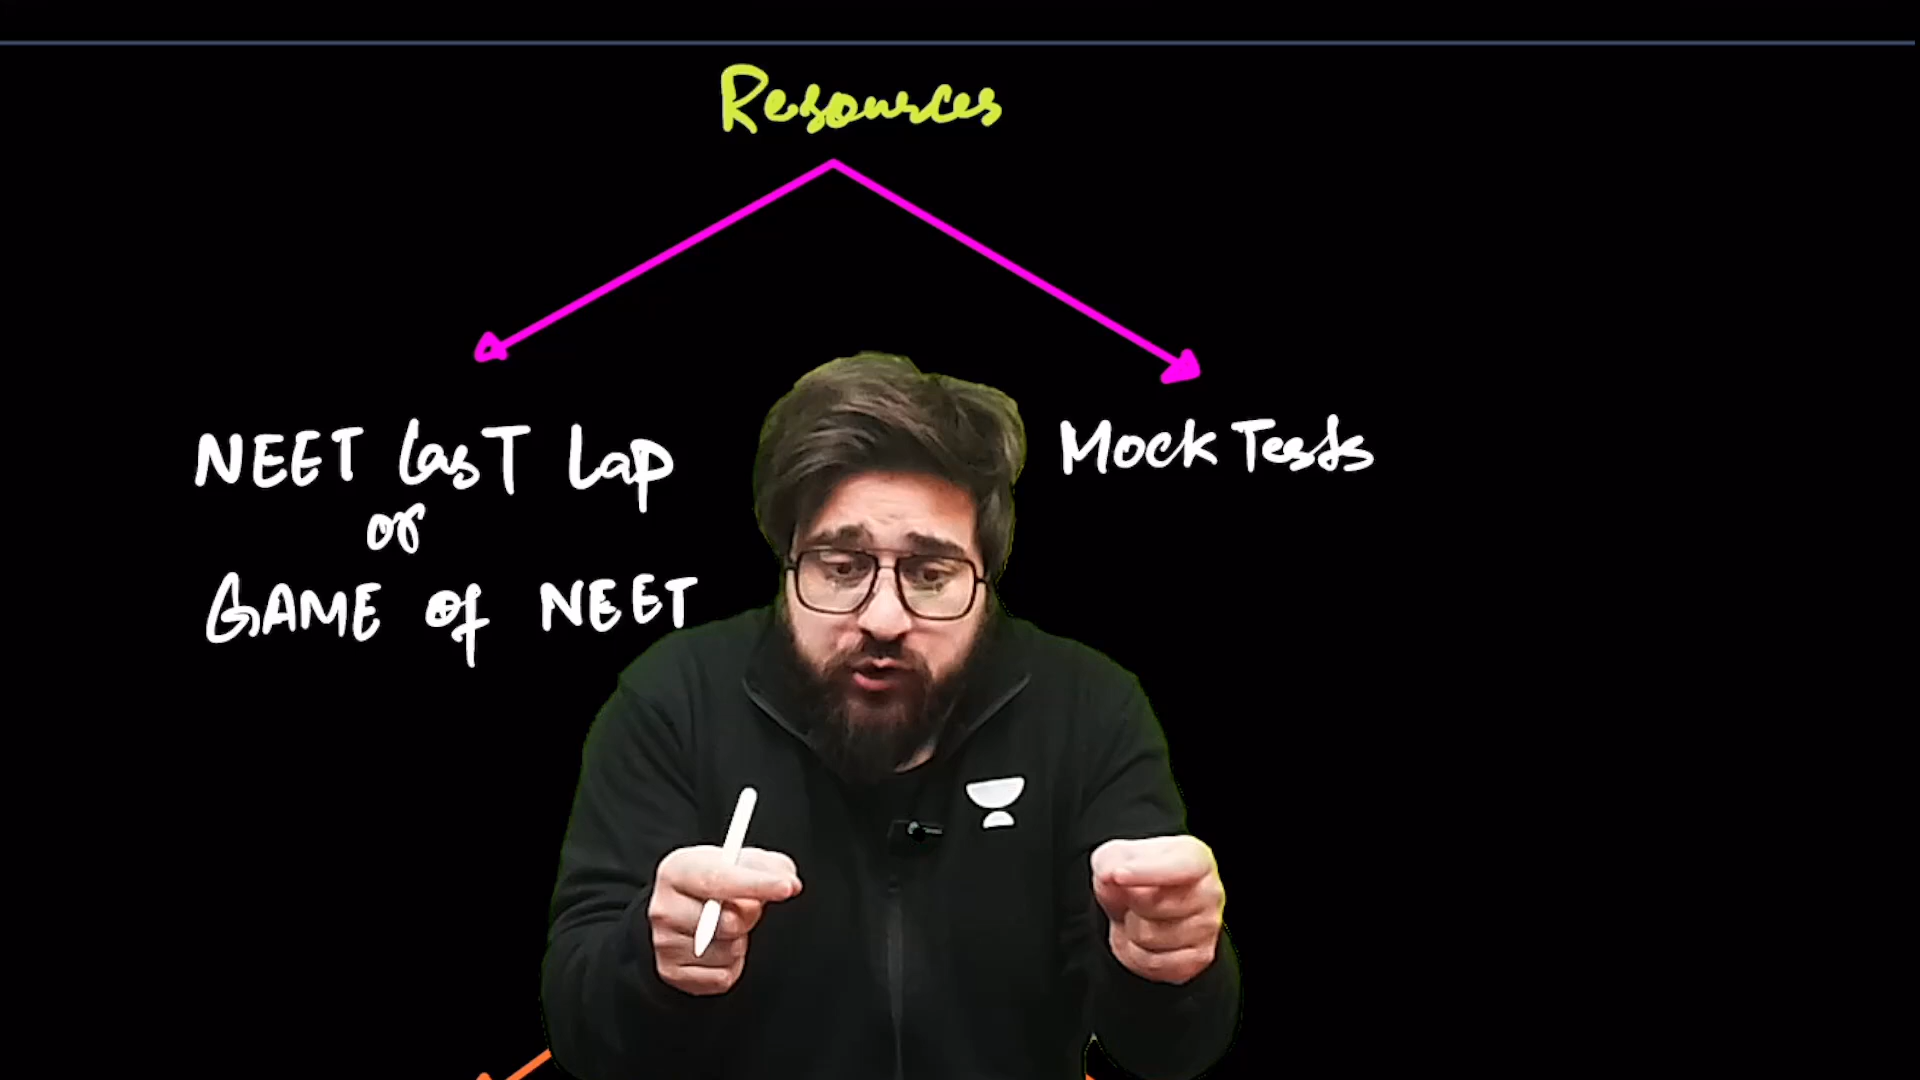 Resources
NEET Last Lap
or
GAME of NEET
Mock Tests